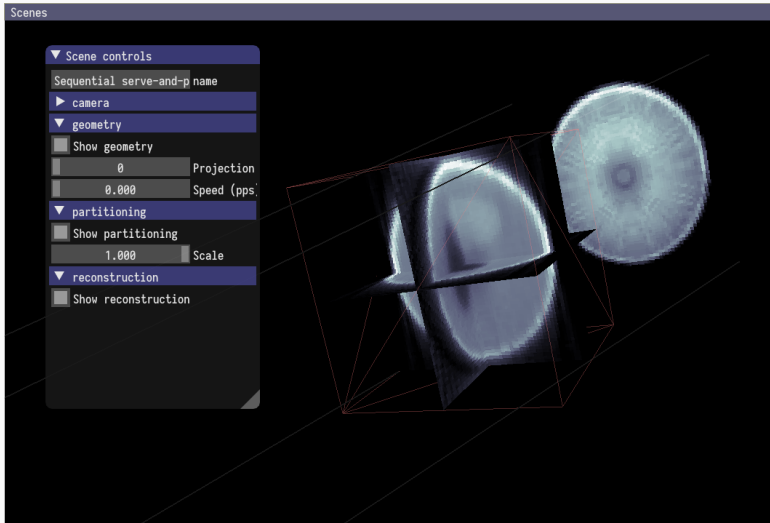 Scenes
Scene controls
Sequential serve-and-p name
camera
geometry
Show geometry
0 Projection
0.000 Speed (pps)
partitioning
Show partitioning
1.000 Scale
reconstruction
Show reconstruction